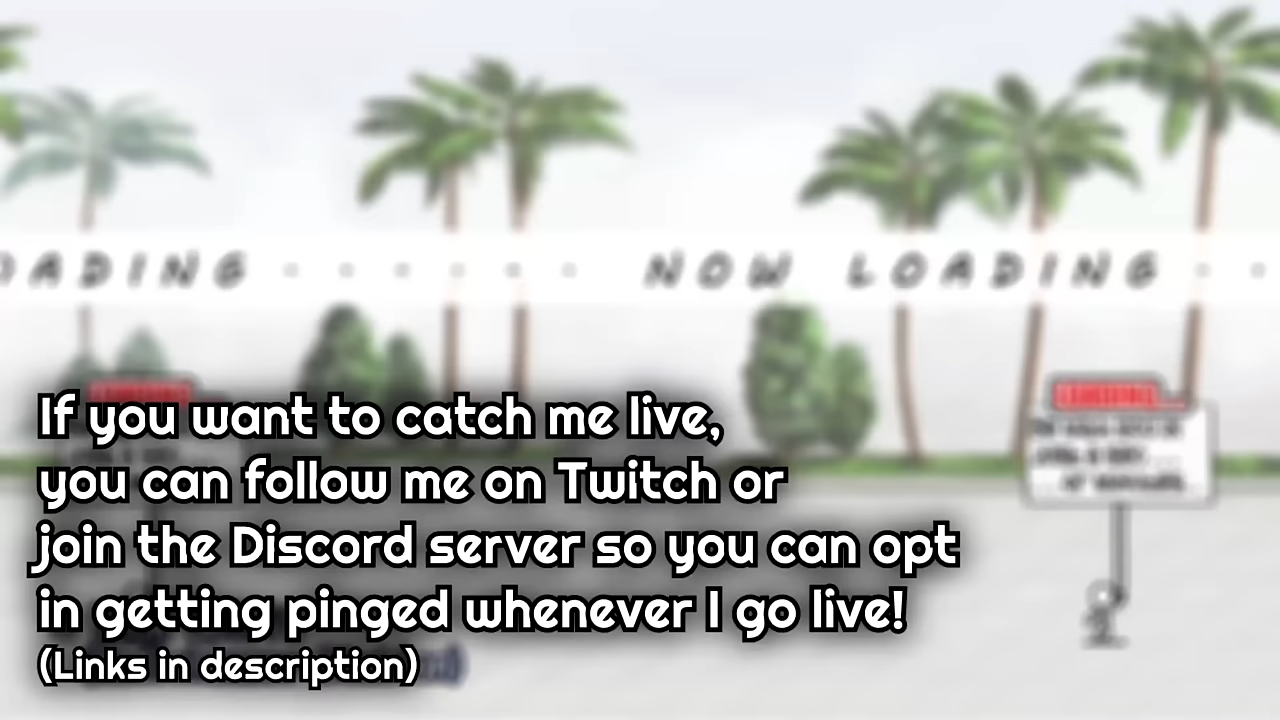 OADING . . . . . . NOW LOADING . .
If you want to catch me live,
you can follow me on Twitch or
join the Discord server so you can opt
in getting pinged whenever I go live!
(Links in description)